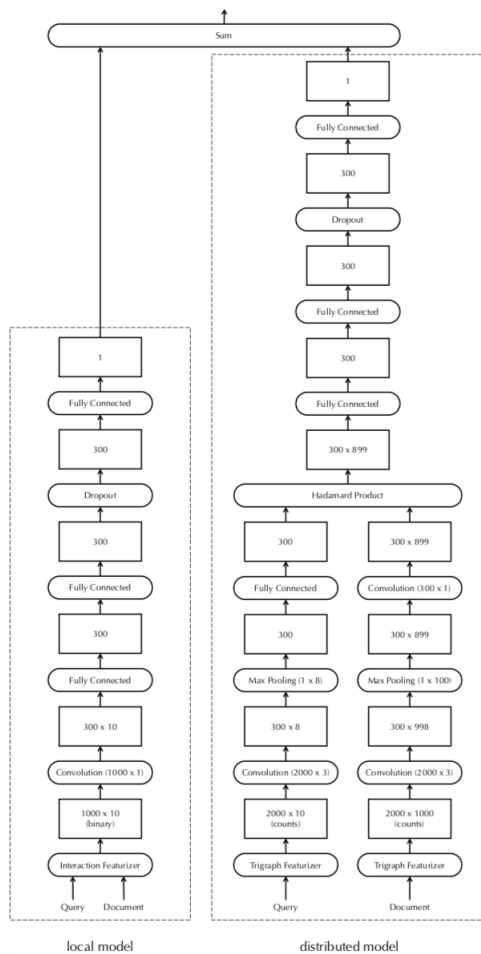 Sum
1
Fully Connected
300
Dropout
300
Fully Connected
300
Fully Connected
300 x 899
Hadamard Product
300
Fully Connected
300
Max Pooling (1 x 8)
300 x 8
Convolution (2000 x 3)
2000 x 10
(counts)
Trigraph Featurizer
Query
300 x 899
Convolution (300 x 1)
300 x 899
Max Pooling (1 x 100)
300 x 998
Convolution (2000 x 3)
2000 x 1000
(counts)
Trigraph Featurizer
Document
distributed model
1
Fully Connected
300
Dropout
300
Fully Connected
300
Fully Connected
300 x 10
Convolution (1000 x 1)
1000 x 10
(binary)
Interaction Featurizer
Query
Document
local model